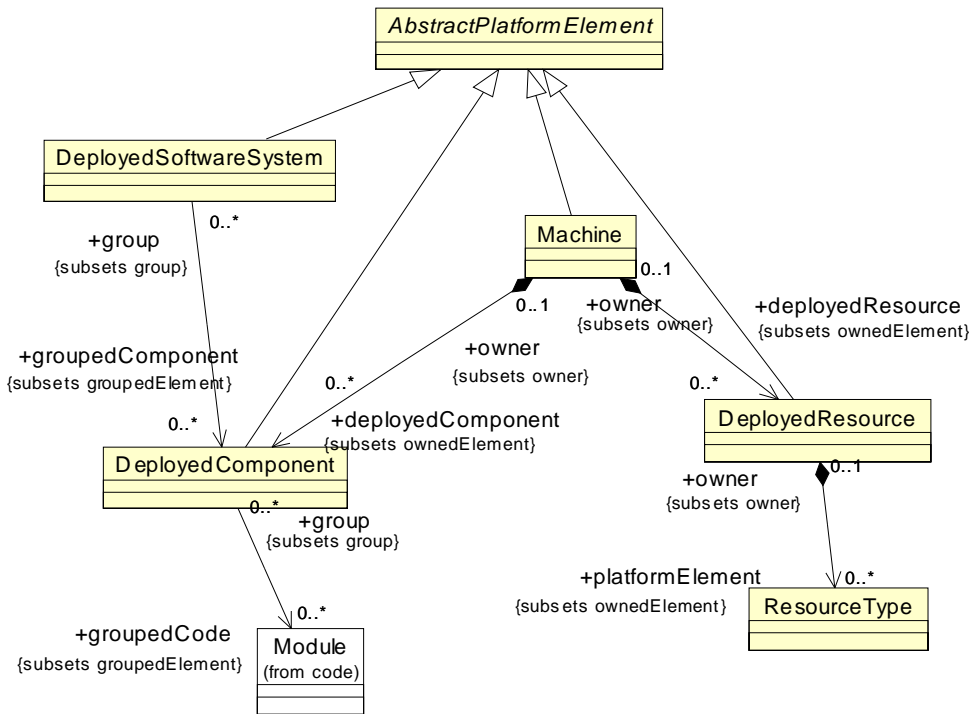 AbstractPlatformElement
DeployedSoftwareSystem
0..*
+group
{subsets group}
Machine
0..1
0..1
+owner
{subsets owner}
+deployedResource
{subsets ownedElement}
+groupedComponent
{subsets groupedElement}
+owner
{subsets owner}
0..*
0..*
0..*
+deployedComponent
{subsets ownedElement}
DeployedResource
DeployedComponent
0..1
+owner
{subsets owner}
0..*
+group
{subsets group}
+platformElement
{subsets ownedElement}
0..*
ResourceType
0..*
+groupedCode
{subsets groupedElement}
Module
(from code)